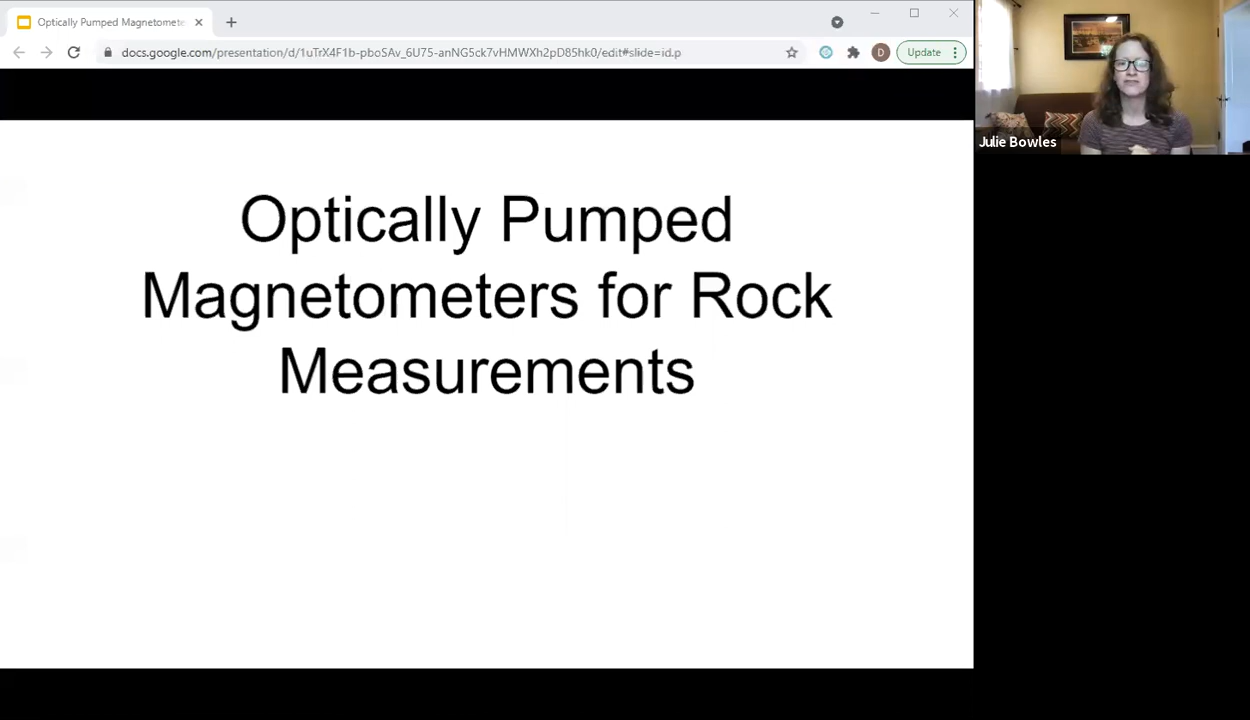 Optically Pumped Magnetomete
docs.google.com/presentation/d/1uTrX4F1b-pboSAv_6U75-anNG5ck7vHMWXh2pD85hk0/edit#slide=id.p
D
Update
Julie Bowles
Optically Pumped
Magnetometers for Rock
Measurements